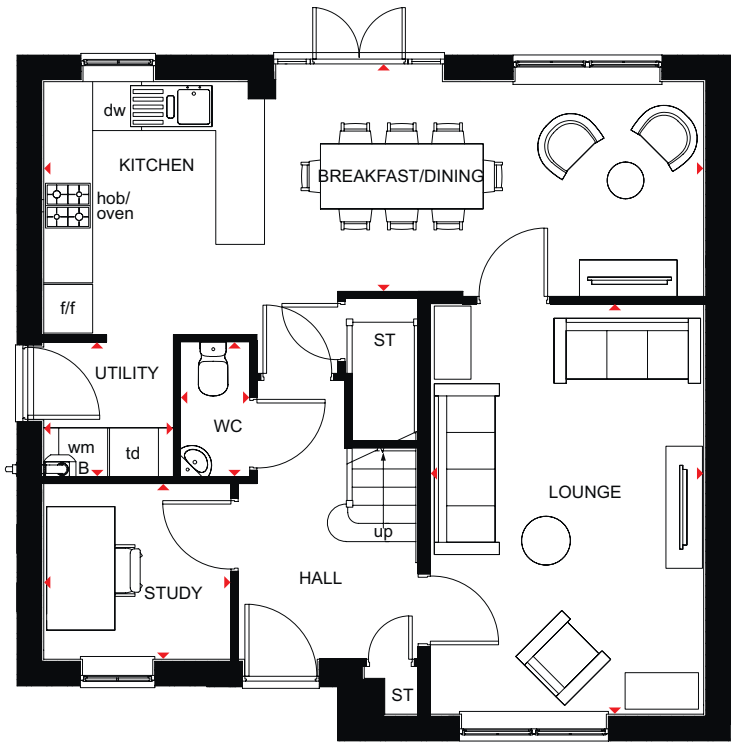 dw
KITCHEN
BREAKFAST/DINING
hob/
oven
f/f
ST
UTILITY
WC
wm
td
B
LOUNGE
up
HALL
STUDY
ST